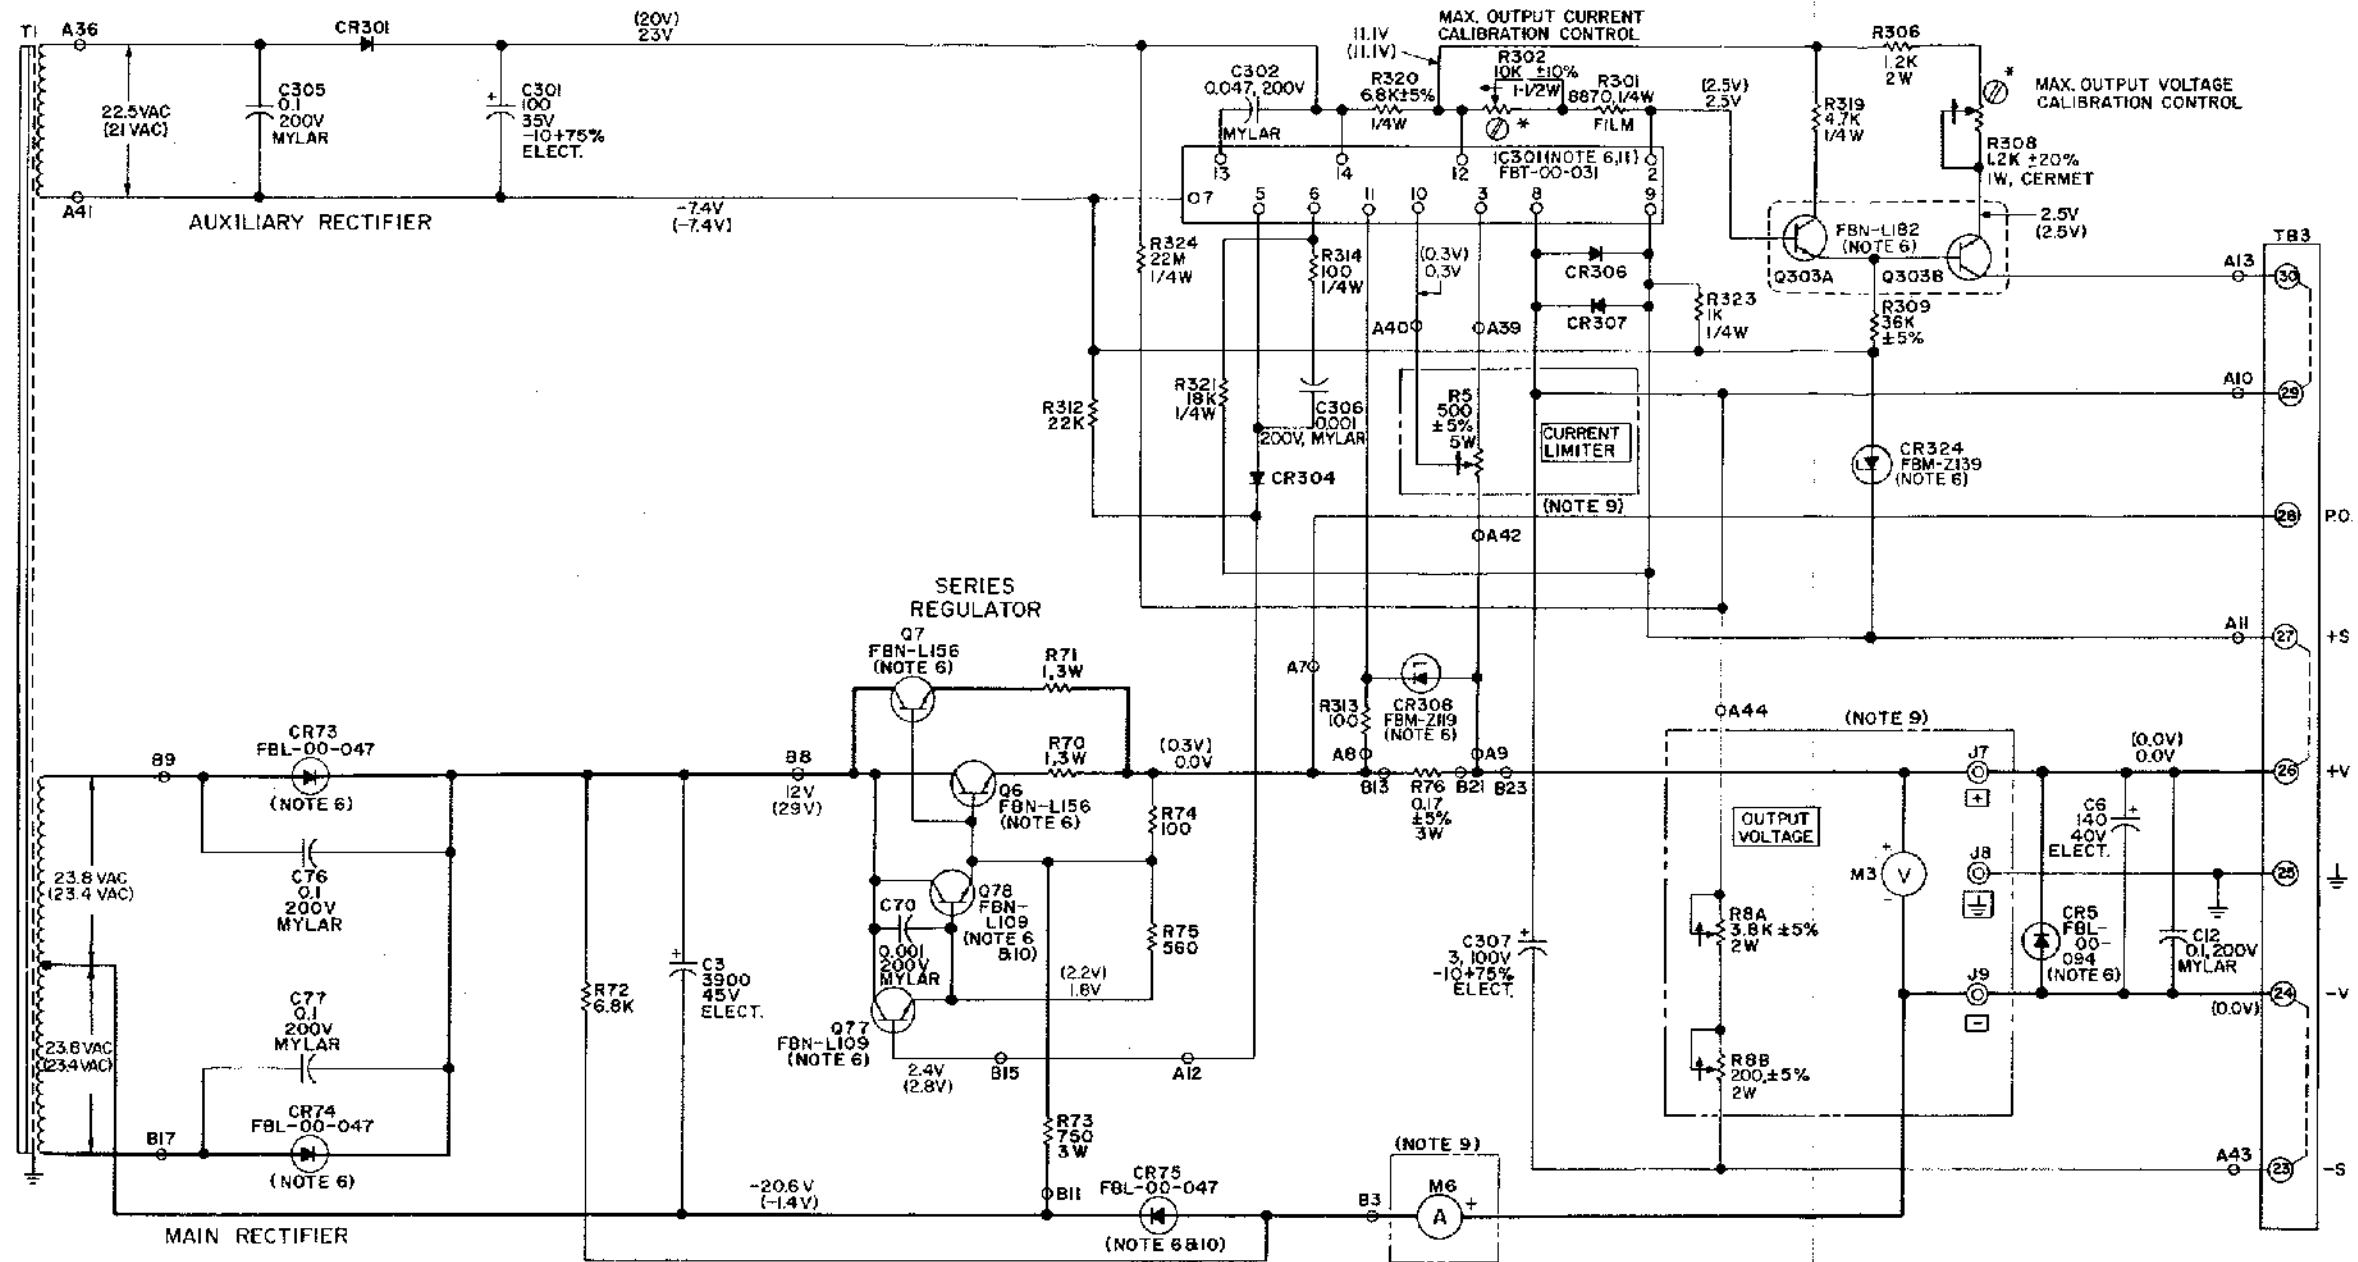 T1
A36
CR301
(20V)
23V
22.5VAC
(21 VAC)
C305
0.1
200V
MYLAR
+
C301
100
35V
-10+75%
ELECT.
A41
AUXILIARY RECTIFIER
-7.4V
(-7.4V)
MAX. OUTPUT CURRENT
CALIBRATION CONTROL
11.1V
(11.1V)
C302
0.047, 200V
MYLAR
R320
6.8K±5%
1/4W
R302
10K ±10%
1-1/2W
*
R301
8870, 1/4W
FILM
(2.5V)
2.5V
R306
1.2K
2W
*
MAX. OUTPUT VOLTAGE
CALIBRATION CONTROL
R319
4.7K
1/4W
R308
1.2K ±20%
1W, CERMET
13
14
12
IC301(NOTE 6,11)
FBT-00-031
2
7
5
6
11
10
3
8
9
FBN-L182
(NOTE 6)
Q303A
Q303B
2.5V
(2.5V)
R324
22M
1/4W
R314
100
1/4W
(0.3V)
0.3V
CR306
CR307
R323
1K
1/4W
R309
36K
±5%
A40
A39
TB3
A13
30
A10
29
R312
22K
R321
18K
1/4W
C306
0.001
200V, MYLAR
R5
500
±5%
5W
CURRENT
LIMITER
(NOTE 9)
CR304
CR324
FBM-Z139
(NOTE 6)
28
P.O.
A42
SERIES
REGULATOR
Q7
FBN-L156
(NOTE 6)
R71
1,3W
A7
A11
27
+S
R313
100
CR308
FBM-Z119
(NOTE 6)
A44
(NOTE 9)
B9
CR73
FBL-00-047
(NOTE 6)
B8
12V
(29V)
R70
1,3W
(0.3V)
0.0V
Q6
FBN-L156
(NOTE 6)
R74
100
A8
A9
B13
R76
0.17
±5%
3W
B21
B23
J7
+
(0.0V)
0.0V
26
+V
OUTPUT
VOLTAGE
C6
140
40V
ELECT.
+
23.8 VAC
(23.4 VAC)
C76
0.1
200V
MYLAR
C70
0.001
200V
MYLAR
Q78
FBN-
L109
(NOTE 6
&10)
R75
560
+
M3
V
-
J8
25
R8A
3.8K ±5%
2W
CR5
FBL-
00-
094
(NOTE 6)
C12
0.1, 200V
MYLAR
C307
3, 100V
-10+75%
ELECT.
+
R72
6.8K
+
C3
3900
45V
ELECT.
(2.2V)
1.8V
J9
-
24
-V
(0.0V)
C77
0.1
200V
MYLAR
23.8 VAC
(23.4 VAC)
Q77
FBN-L109
(NOTE 6)
2.4V
(2.8V)
B15
A12
R8B
200,±5%
2W
CR74
FBL-00-047
(NOTE 6)
B17
R73
750
3W
(NOTE 9)
A43
23
-S
-20.6V
(-1.4V)
B11
CR75
FBL-00-047
(NOTE 6&10)
B3
M6
A
+
MAIN RECTIFIER